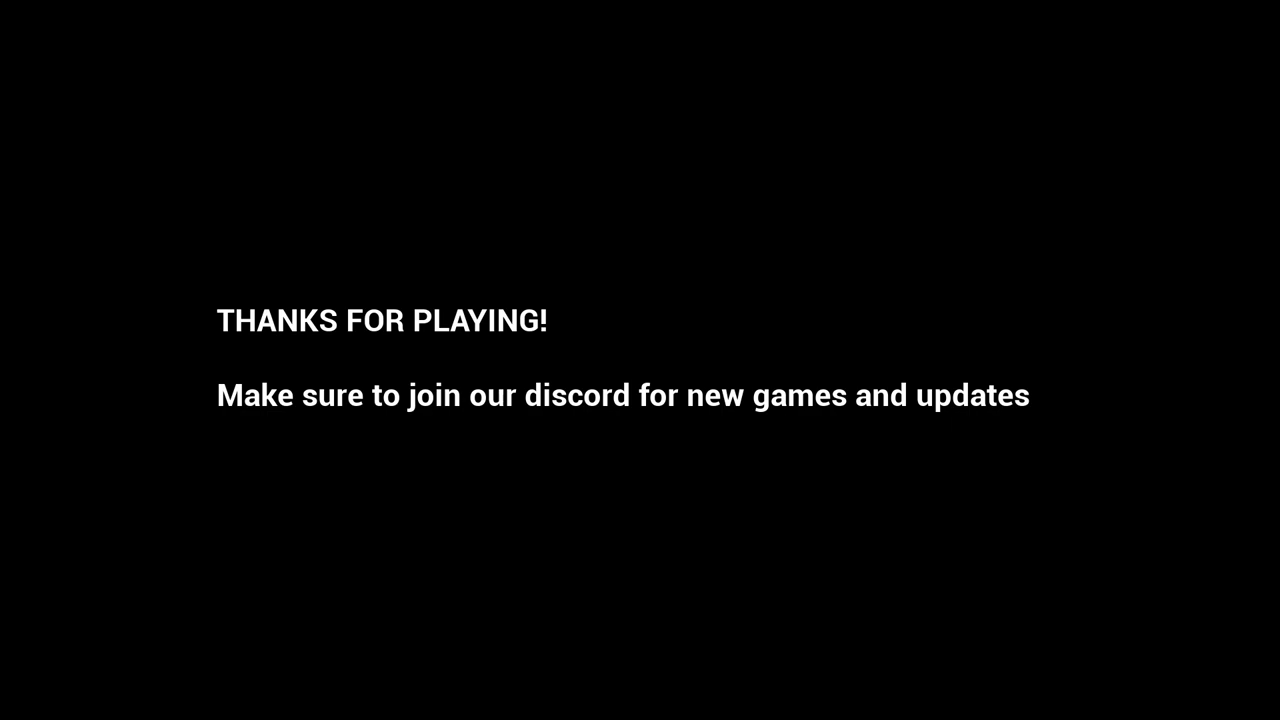 THANKS FOR PLAYING!
Make sure to join our discord for new games and updates